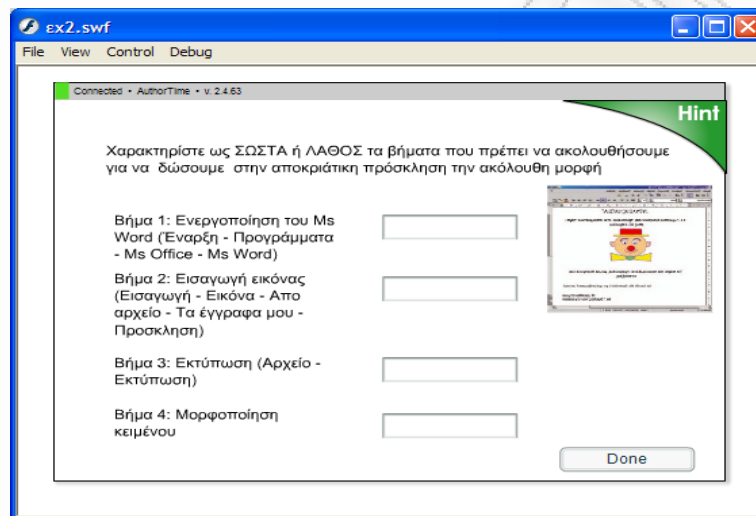 εx2.swf
File View Control Debug
Connected • AuthorTime • v. 2.4.63
Hint
Χαρακτηρίστε ως ΣΩΣΤΑ ή ΛΑΘΟΣ τα βήματα που πρέπει να ακολουθήσουμε
για να δώσουμε στην αποκριάτικη πρόσκληση την ακόλουθη μορφή
Βήμα 1: Ενεργοποίηση του Ms
Word (Έναρξη - Προγράμματα
- Ms Office - Ms Word)
Βήμα 2: Εισαγωγή εικόνας
(Εισαγωγή - Εικόνα - Απο
αρχείο - Τα έγγραφα μου -
Προσκληση)
Βήμα 3: Εκτύπωση (Αρχείο -
Εκτύπωση)
Βήμα 4: Μορφοποίηση
κειμένου
Done